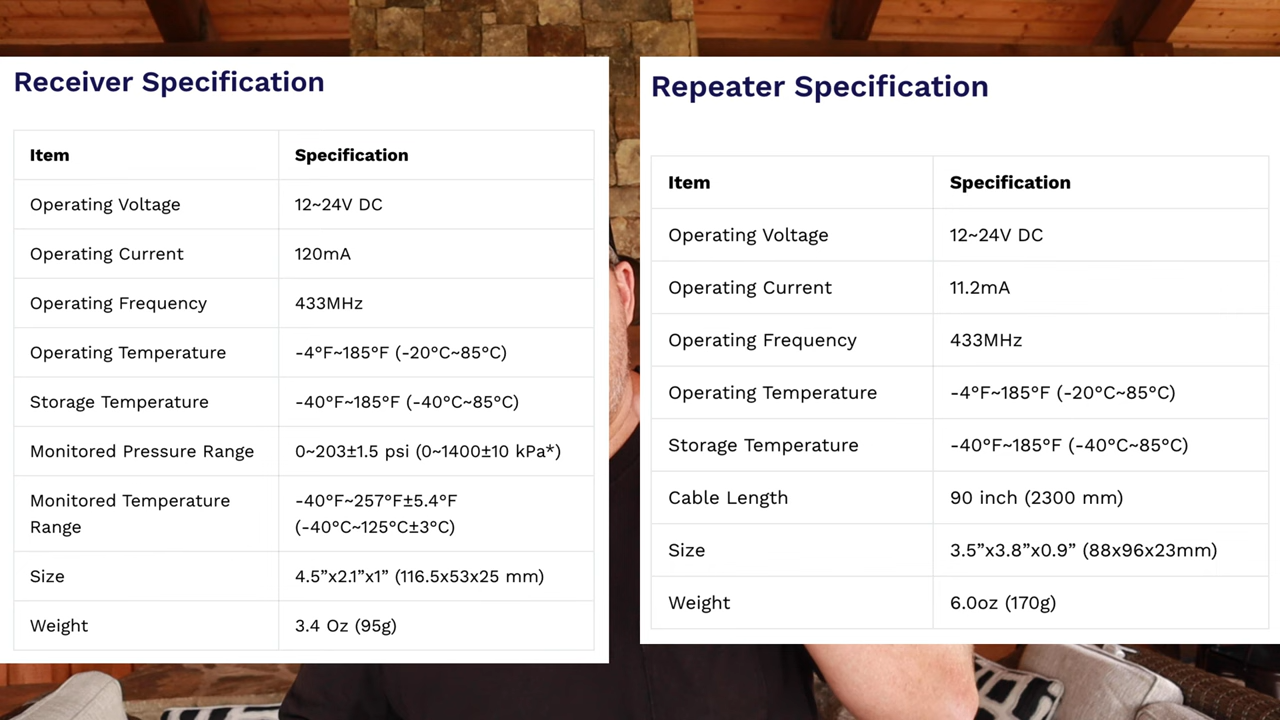 Receiver Specification
Item Specification
Operating Voltage 12~24V DC
Operating Current 120mA
Operating Frequency 433MHz
Operating Temperature -4°F~185°F (-20°C~85°C)
Storage Temperature -40°F~185°F (-40°C~85°C)
Monitored Pressure Range 0~203±1.5 psi (0~1400±10 kPa*)
Monitored Temperature Range -40°F~257°F±5.4°F
(-40°C~125°C±3°C)
Size 4.5”x2.1”x1” (116.5x53x25 mm)
Weight 3.4 Oz (95g)
Repeater Specification
Item Specification
Operating Voltage 12~24V DC
Operating Current 11.2mA
Operating Frequency 433MHz
Operating Temperature -4°F~185°F (-20°C~85°C)
Storage Temperature -40°F~185°F (-40°C~85°C)
Cable Length 90 inch (2300 mm)
Size 3.5”x3.8”x0.9” (88x96x23mm)
Weight 6.0oz (170g)